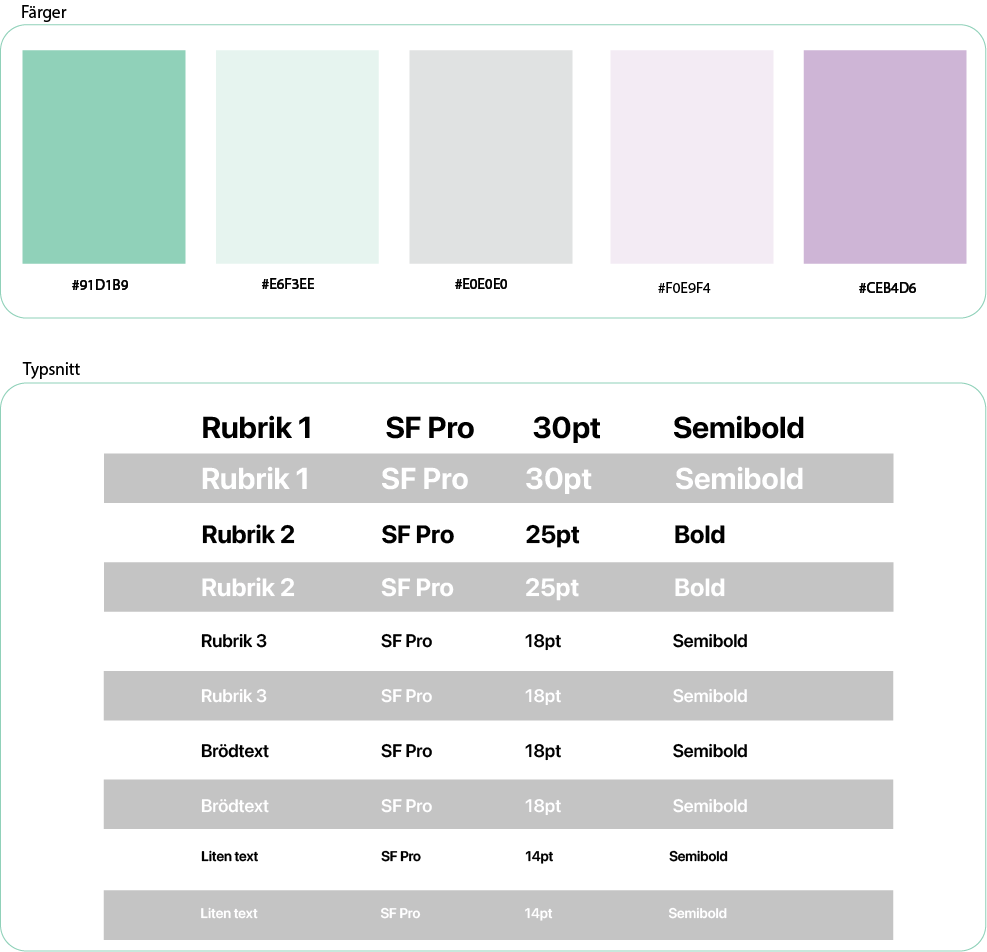 Färger
#91D1B9 #E6F3EE #E0E0E0 #F0E9F4 #CEB4D6
Typsnitt
Rubrik 1 SF Pro 30pt Semibold
Rubrik 1 SF Pro 30pt Semibold
Rubrik 2 SF Pro 25pt Bold
Rubrik 2 SF Pro 25pt Bold
Rubrik 3 SF Pro 18pt Semibold
Rubrik 3 SF Pro 18pt Semibold
Brödtext SF Pro 18pt Semibold
Brödtext SF Pro 18pt Semibold
Liten text SF Pro 14pt Semibold
Liten text SF Pro 14pt Semibold